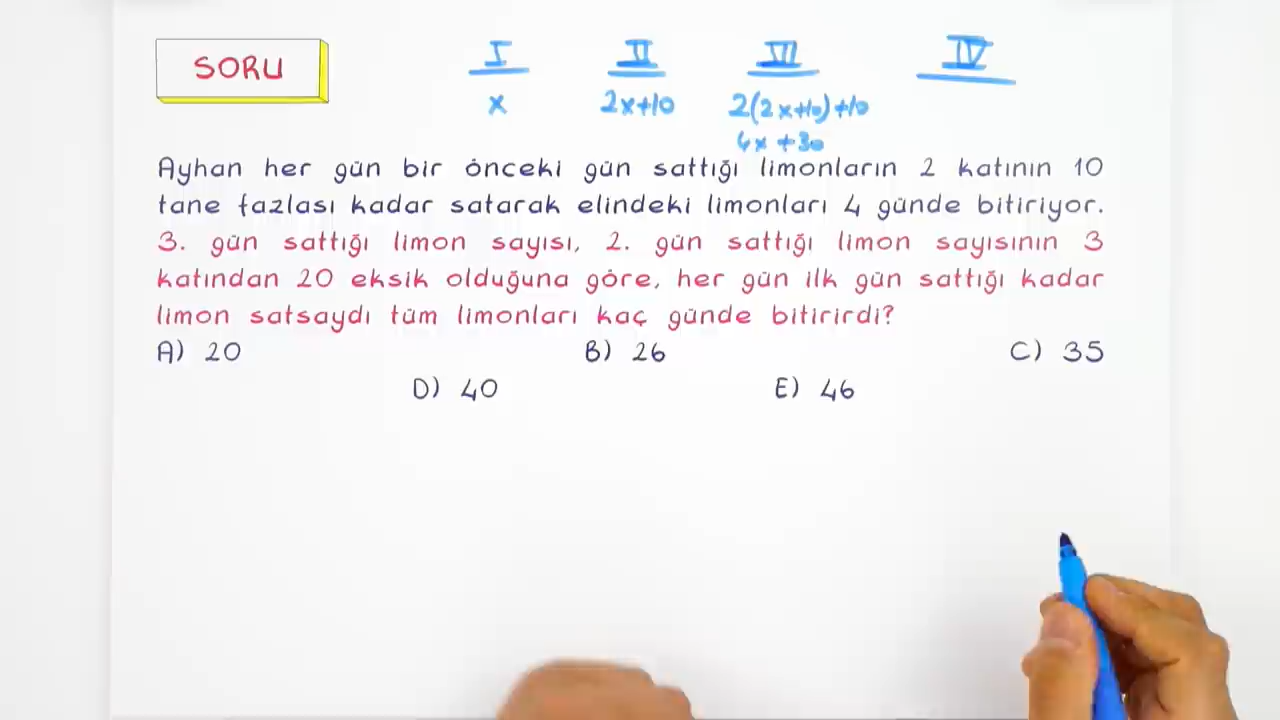 SORU
I II III IV
x 2x+10 2(2x+10)+10
4x +30
Ayhan her gün bir önceki gün sattığı limonların 2 katının 10
tane fazlası kadar satarak elindeki limonları 4 günde bitiriyor.
3. gün sattığı limon sayısı, 2. gün sattığı limon sayısının 3
katından 20 eksik olduğuna göre, her gün ilk gün sattığı kadar
limon satsaydı tüm limonları kaç günde bitirirdi?
A) 20 B) 26 C) 35
D) 40 E) 46